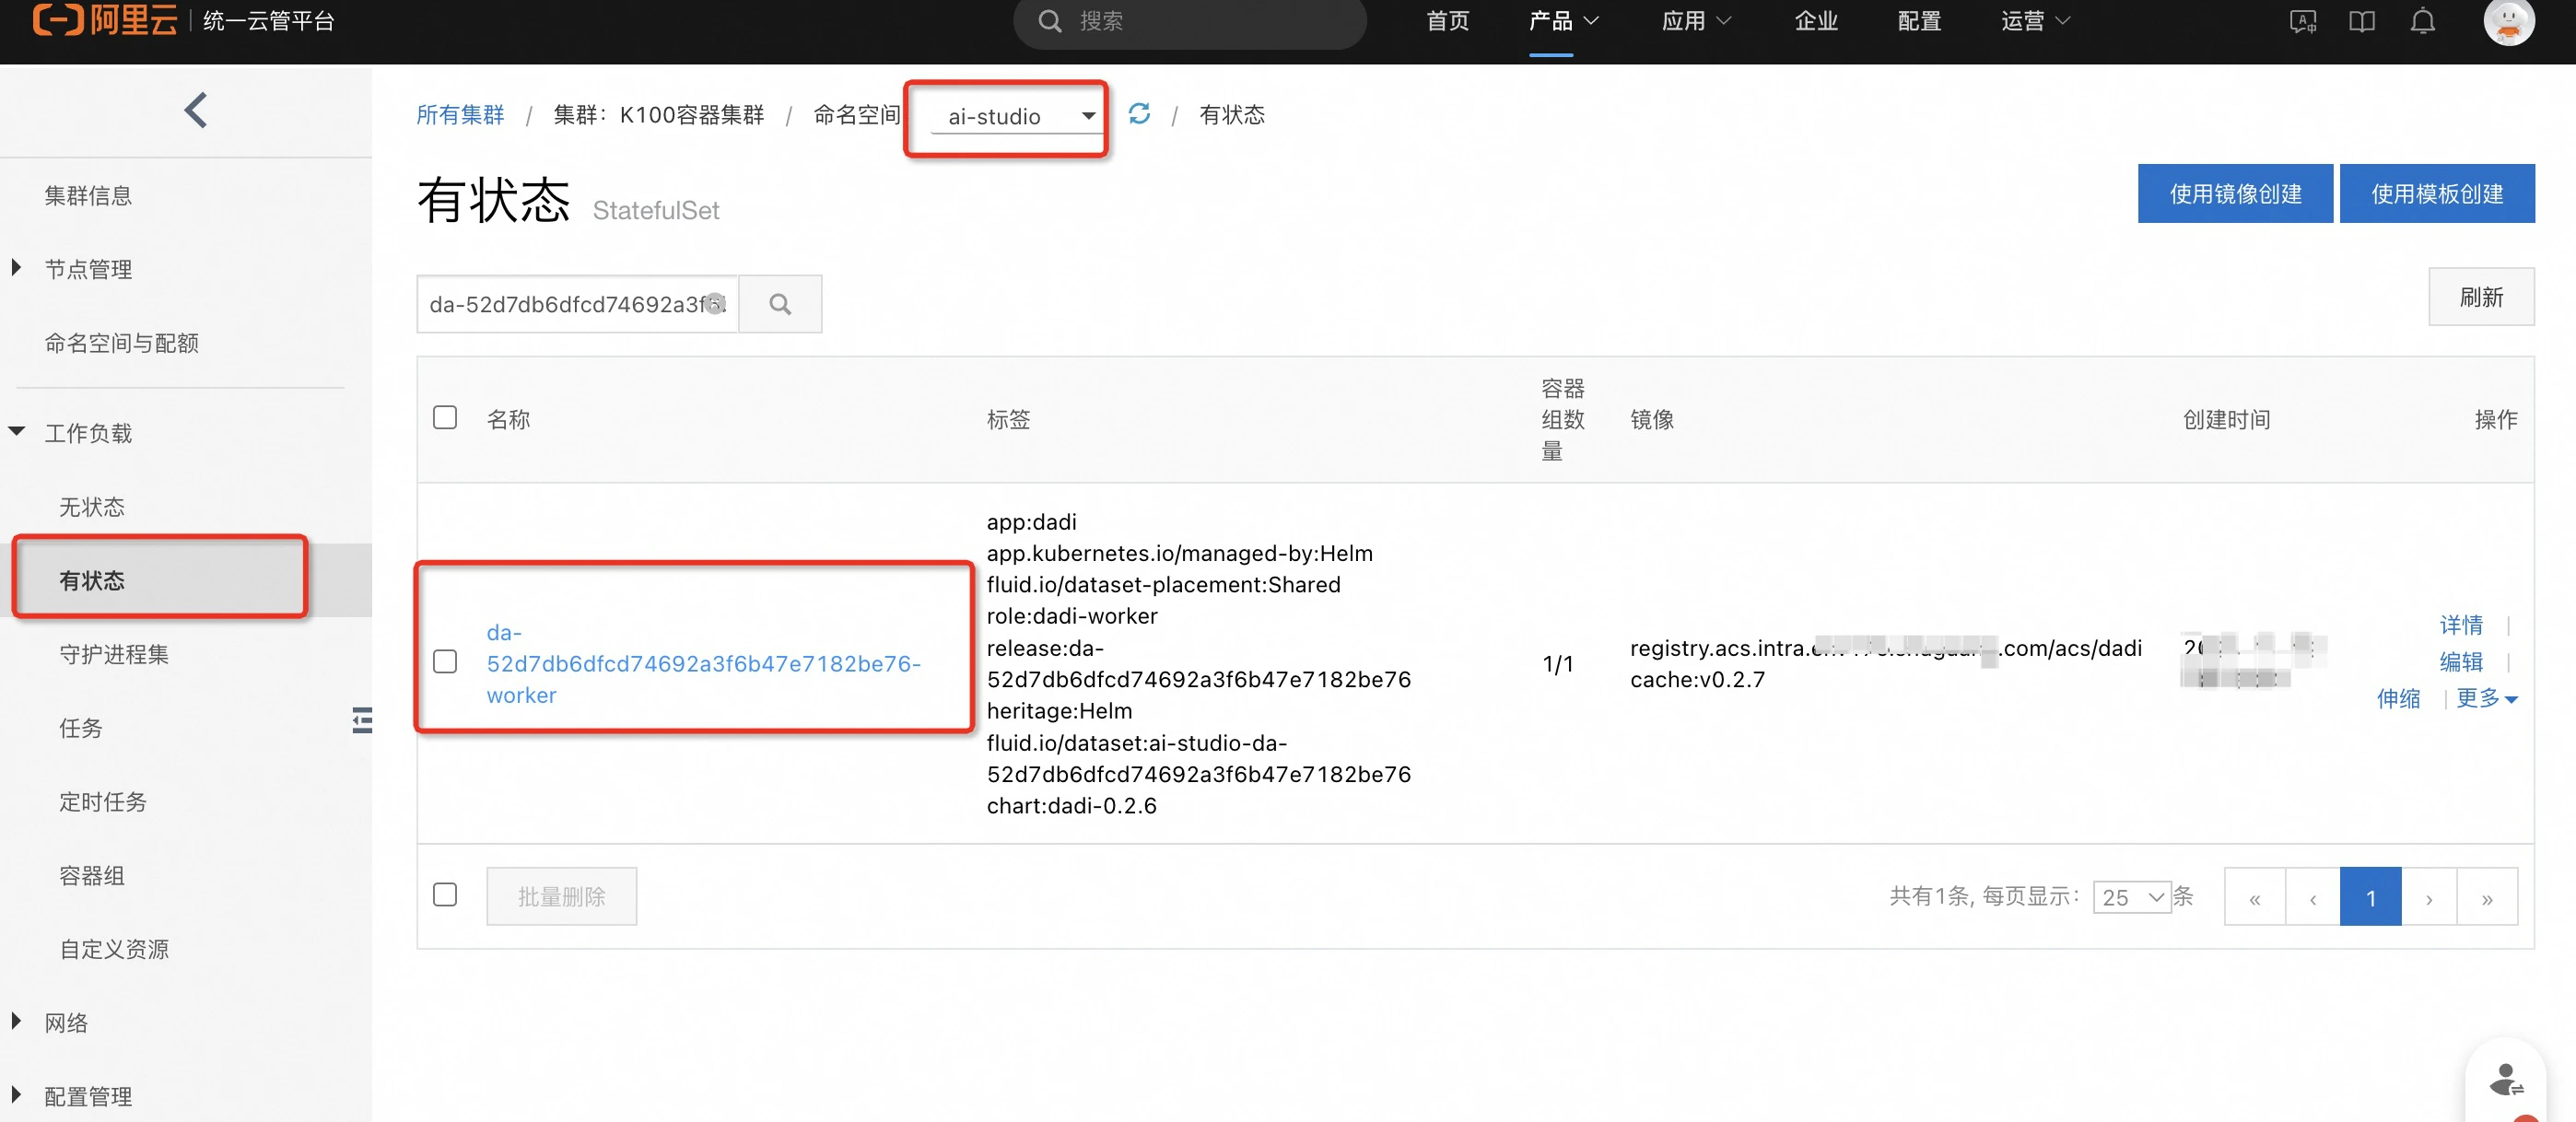 阿里云 统一云管平台
搜索
首页 产品 应用 企业 配置 运营
所有集群 / 集群：K100容器集群 / 命名空间 ai-studio / 有状态
有状态 StatefulSet
使用镜像创建 使用模板创建
da-52d7db6dfcd74692a3f
刷新
集群信息
节点管理
命名空间与配额
工作负载
无状态
有状态
守护进程集
任务
定时任务
容器组
自定义资源
网络
配置管理
名称 标签 容器组数量 镜像 创建时间 操作
da-
52d7db6dfcd74692a3f6b47e7182be76-
worker
app:dadi
app.kubernetes.io/managed-by:Helm
fluid.io/dataset-placement:Shared
role:dadi-worker
release:da-
52d7db6dfcd74692a3f6b47e7182be76
heritage:Helm
fluid.io/dataset:ai-studio-da-
52d7db6dfcd74692a3f6b47e7182be76
chart:dadi-0.2.6
1/1
registry.acs.intra. .com/acs/dadi
cache:v0.2.7
详情 |
编辑 |
伸缩 | 更多
批量删除
共有1条, 每页显示： 25 条 « ‹ 1 › »